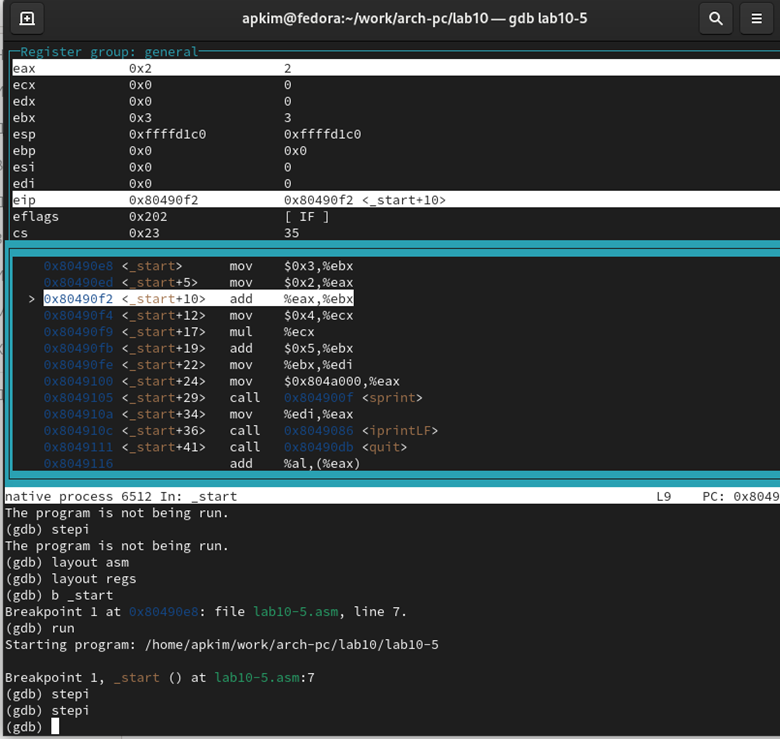 apkim@fedora:~/work/arch-pc/lab10 — gdb lab10-5
Register group: general
eax 0x2 2
ecx 0x0 0
edx 0x0 0
ebx 0x3 3
esp 0xffffd1c0 0xffffd1c0
ebp 0x0 0x0
esi 0x0 0
edi 0x0 0
eip 0x80490f2 0x80490f2 <_start+10>
eflags 0x202 [ IF ]
cs 0x23 35
0x80490e8 <_start> mov $0x3,%ebx
0x80490ed <_start+5> mov $0x2,%eax
> 0x80490f2 <_start+10> add %eax,%ebx
0x80490f4 <_start+12> mov $0x4,%ecx
0x80490f9 <_start+17> mul %ecx
0x80490fb <_start+19> add $0x5,%ebx
0x80490fe <_start+22> mov %ebx,%edi
0x8049100 <_start+24> mov $0x804a000,%eax
0x8049105 <_start+29> call 0x804900f <sprint>
0x804910a <_start+34> mov %edi,%eax
0x804910c <_start+36> call 0x8049086 <iprintLF>
0x8049111 <_start+41> call 0x80490db <quit>
0x8049116 add %al,(%eax)
native process 6512 In: _start L9 PC: 0x8049
The program is not being run.
(gdb) stepi
The program is not being run.
(gdb) layout asm
(gdb) layout regs
(gdb) b _start
Breakpoint 1 at 0x80490e8: file lab10-5.asm, line 7.
(gdb) run
Starting program: /home/apkim/work/arch-pc/lab10/lab10-5
Breakpoint 1, _start () at lab10-5.asm:7
(gdb) stepi
(gdb) stepi
(gdb)